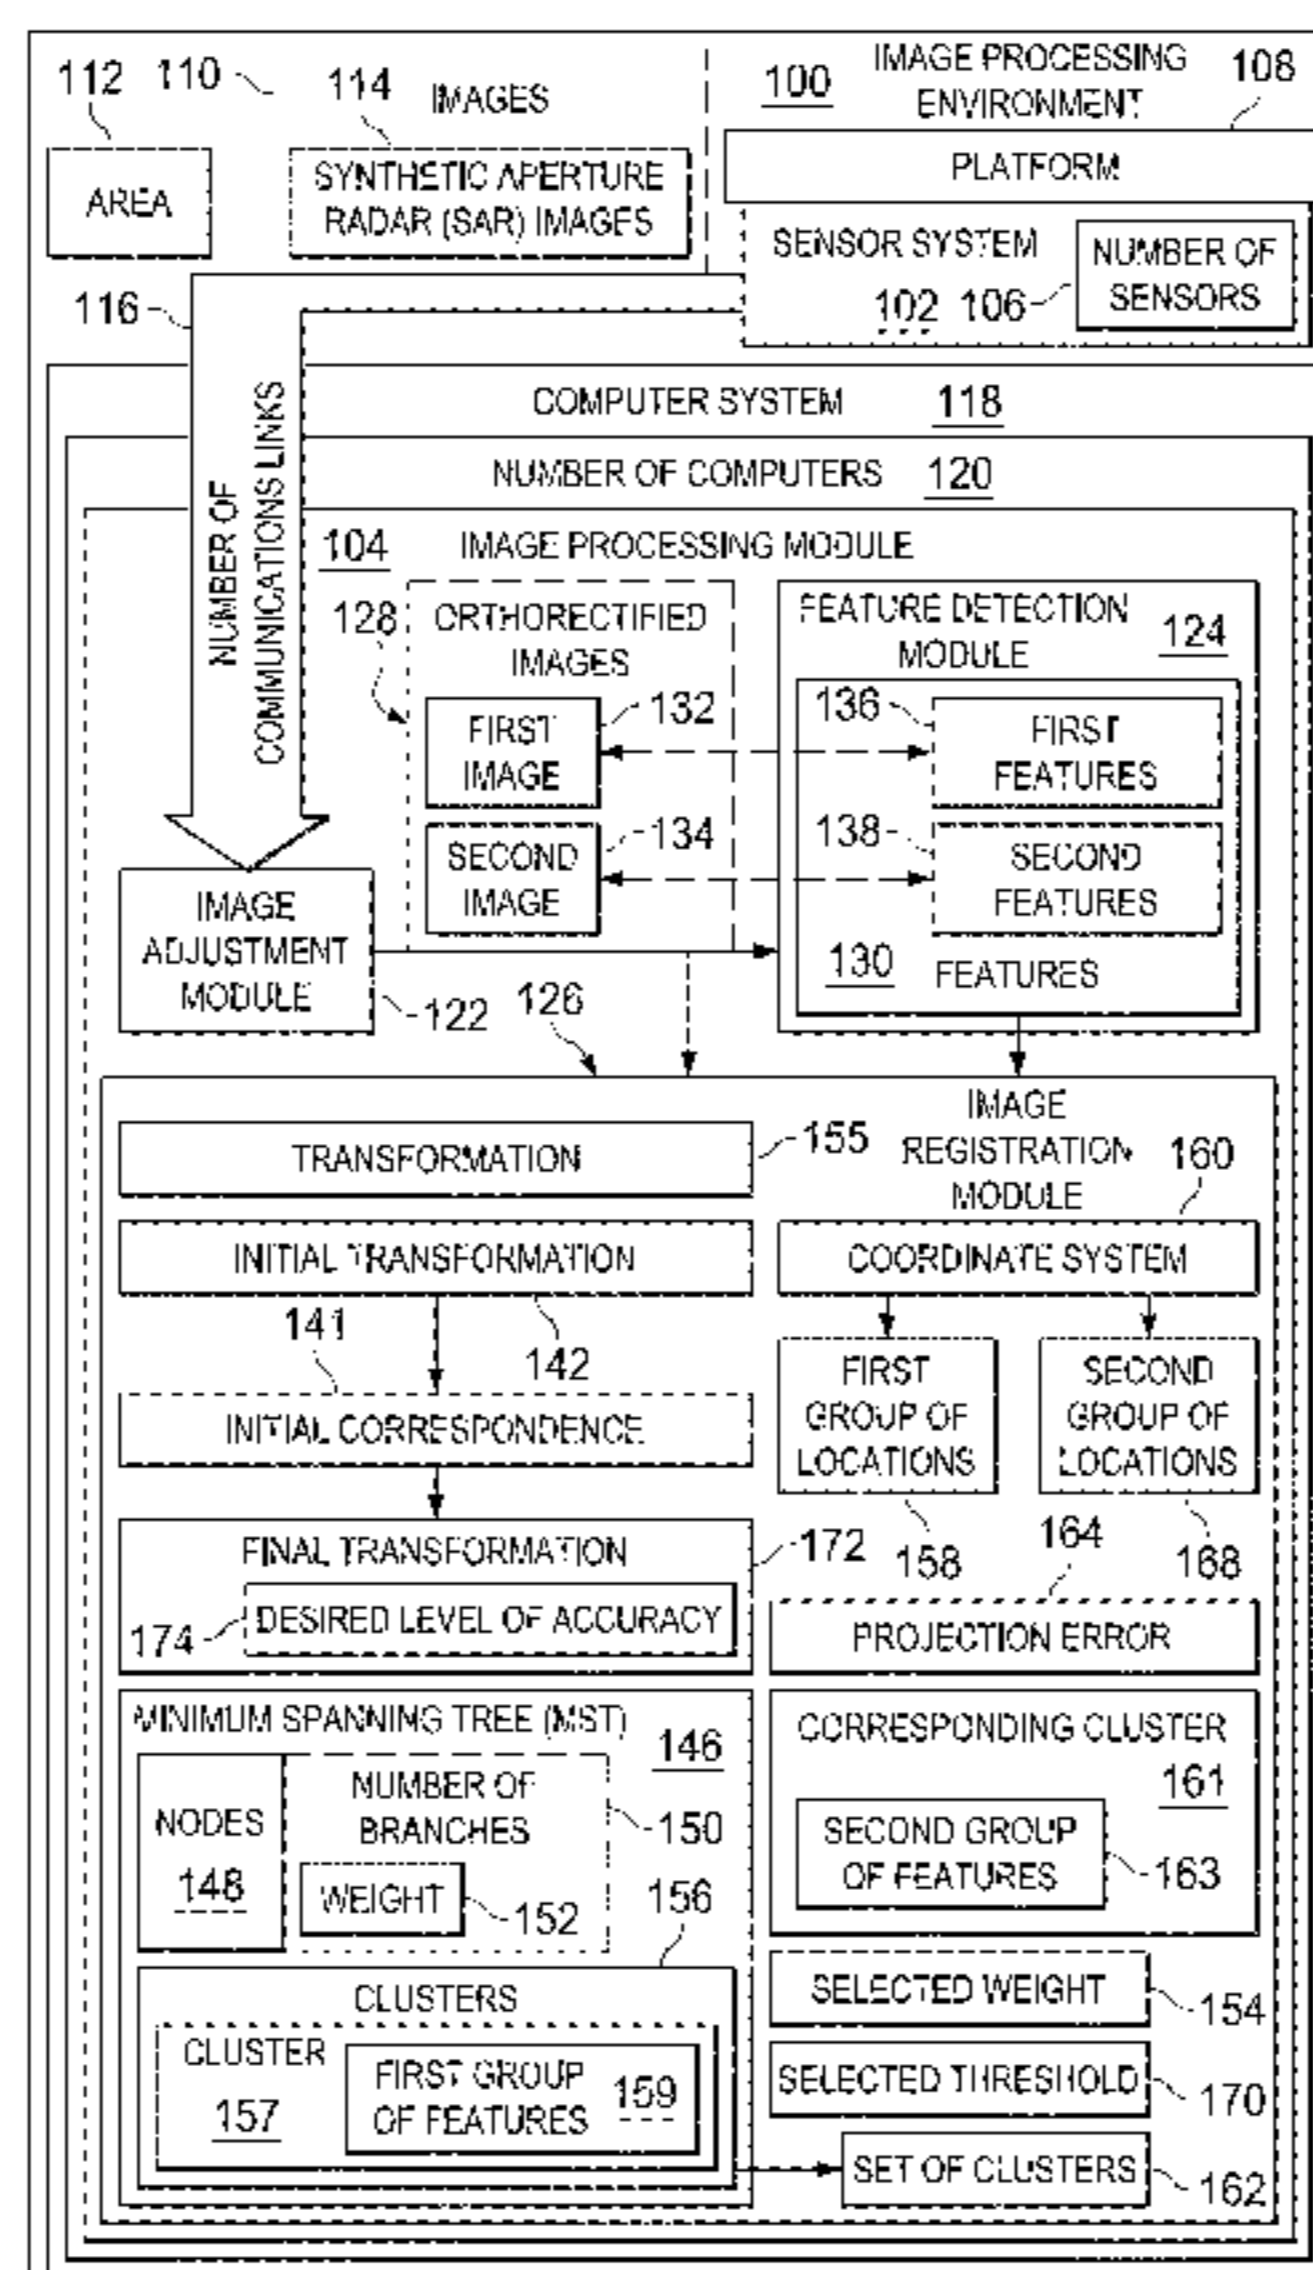 112
110
114
IMAGES
100
IMAGE PROCESSING
ENVIRONMENT
108
AREA
SYNTHETIC APERTURE
RADAR (SAR) IMAGES
PLATFORM
SENSOR SYSTEM
102
106
NUMBER OF
SENSORS
116
NUMBER OF
COMMUNICATIONS LINKS
COMPUTER SYSTEM 118
NUMBER OF COMPUTERS 120
104
IMAGE PROCESSING MODULE
128
ORTHORECTIFIED
IMAGES
FEATURE DETECTION
MODULE
124
FIRST
IMAGE
132
136
FIRST
FEATURES
SECOND
IMAGE
134
138
SECOND
FEATURES
130
FEATURES
IMAGE
ADJUSTMENT
MODULE
122
126
IMAGE
REGISTRATION
MODULE
TRANSFORMATION
155
160
INITIAL TRANSFORMATION
COORDINATE SYSTEM
141
142
INITIAL CORRESPONDENCE
FIRST
GROUP OF
LOCATIONS
SECOND
GROUP OF
LOCATIONS
158
164
168
FINAL TRANSFORMATION
172
174
DESIRED LEVEL OF ACCURACY
PROJECTION ERROR
MINIMUM SPANNING TREE (MST)
146
NODES
148
NUMBER OF
BRANCHES
150
WEIGHT
152
156
CORRESPONDING CLUSTER
161
SECOND GROUP
OF FEATURES
163
CLUSTERS
CLUSTER
157
FIRST GROUP
OF FEATURES
159
SELECTED WEIGHT
154
SELECTED THRESHOLD
170
SET OF CLUSTERS
162